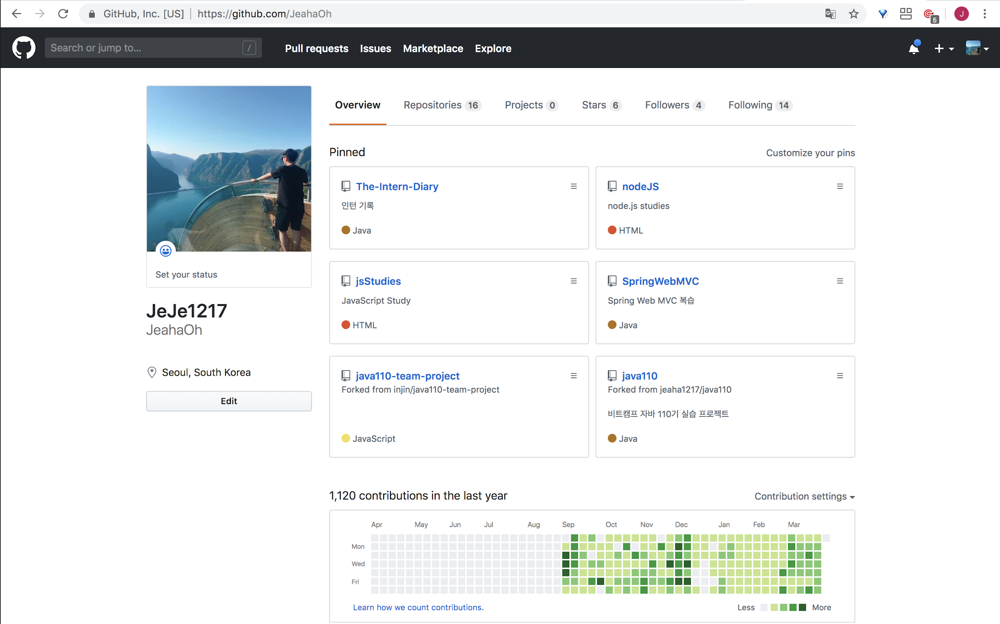 GitHub, Inc. [US] | https://github.com/JeahaOh
5
J
Search or jump to...
/
Pull requests Issues Marketplace Explore
Overview Repositories 16 Projects 0 Stars 6 Followers 4 Following 14
Set your status
JeJe1217
JeahaOh
Seoul, South Korea
Edit
Pinned
Customize your pins
The-Intern-Diary
인턴 기록
Java
nodeJS
node.js studies
HTML
jsStudies
JavaScript Study
HTML
SpringWebMVC
Spring Web MVC 복습
Java
java110-team-project
Forked from injin/java110-team-project
JavaScript
java110
Forked from jeaha1217/java110
비트캠프 자바 110기 실습 프로젝트
Java
1,120 contributions in the last year
Contribution settings
Apr May Jun Jul Aug Sep Oct Nov Dec Jan Feb Mar
Mon
Wed
Fri
Learn how we count contributions.
Less More